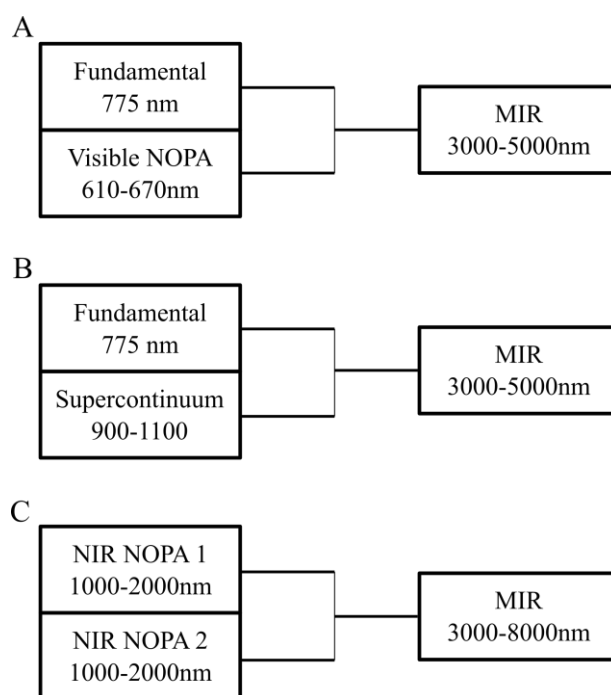 A
Fundamental
775 nm
Visible NOPA
610-670nm
MIR
3000-5000nm
B
Fundamental
775 nm
Supercontinuum
900-1100
MIR
3000-5000nm
C
NIR NOPA 1
1000-2000nm
NIR NOPA 2
1000-2000nm
MIR
3000-8000nm